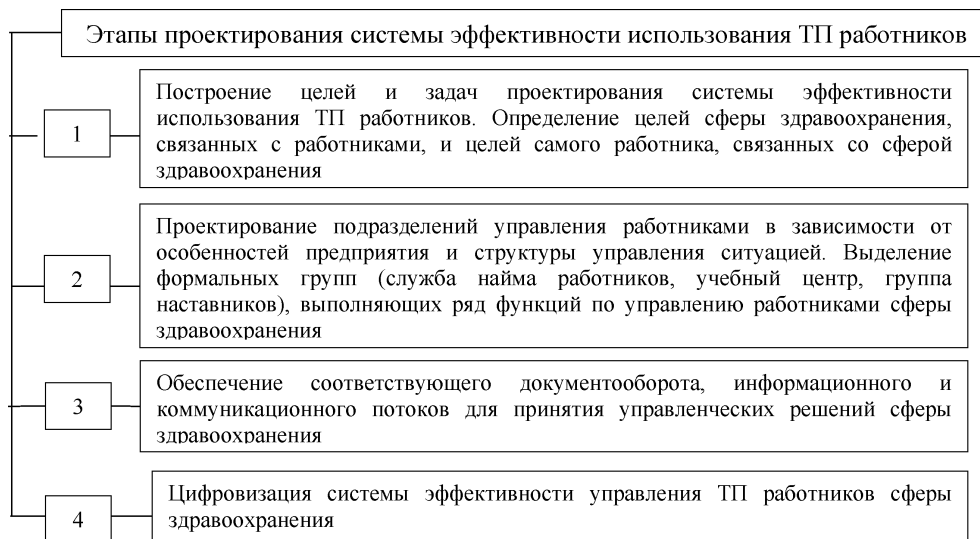 Этапы проектирования системы эффективности использования ТП работников
1
Построение целей и задач проектирования системы эффективности
использования ТП работников. Определение целей сферы здравоохранения,
связанных с работниками, и целей самого работника, связанных со сферой
здравоохранения
2
Проектирование подразделений управления работниками в зависимости от
особенностей предприятия и структуры управления ситуацией. Выделение
формальных групп (служба найма работников, учебный центр, группа
наставников), выполняющих ряд функций по управлению работниками сферы
здравоохранения
3
Обеспечение соответствующего документооборота, информационного и
коммуникационного потоков для принятия управленческих решений сферы
здравоохранения
4
Цифровизация системы эффективности управления ТП работников сферы
здравоохранения